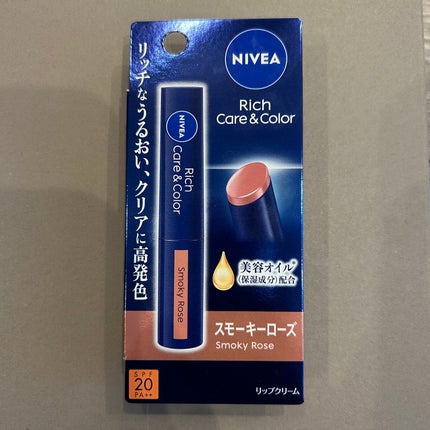 NIVEA
Rich
Care & Color
リッチなうるおい、クリアに高発色
NIVEA
Rich
Care & Color
Smoky Rose
美容オイル*
(保湿成分)配合
スモーキーローズ
Smoky Rose
SPF
20
PA++
リップクリーム